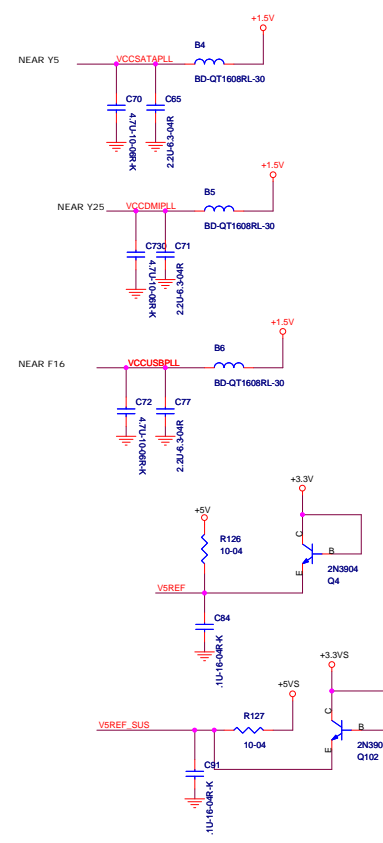 +1.5V
B4
NEAR Y5
VCCSATAPLL
BD-QT1608RL-30
C70
C65
4.7U-10-06R-K
2.2U-6.3-04R
+1.5V
B5
NEAR Y25
VCCDMIPLL
BD-QT1608RL-30
C730
C71
4.7U-10-06R-K
2.2U-6.3-04R
+1.5V
B6
NEAR F16
VCCUSBPLL
BD-QT1608RL-30
C72
C77
4.7U-10-06R-K
2.2U-6.3-04R
+3.3V
+5V
C
R126
10-04
B
E
2N3904
Q4
V5REF
C84
.1U-16-04R-K
+3.3VS
+5VS
R127
C
V5REF_SUS
B
10-04
E
2N390
Q102
C91
.1U-16-04R-K